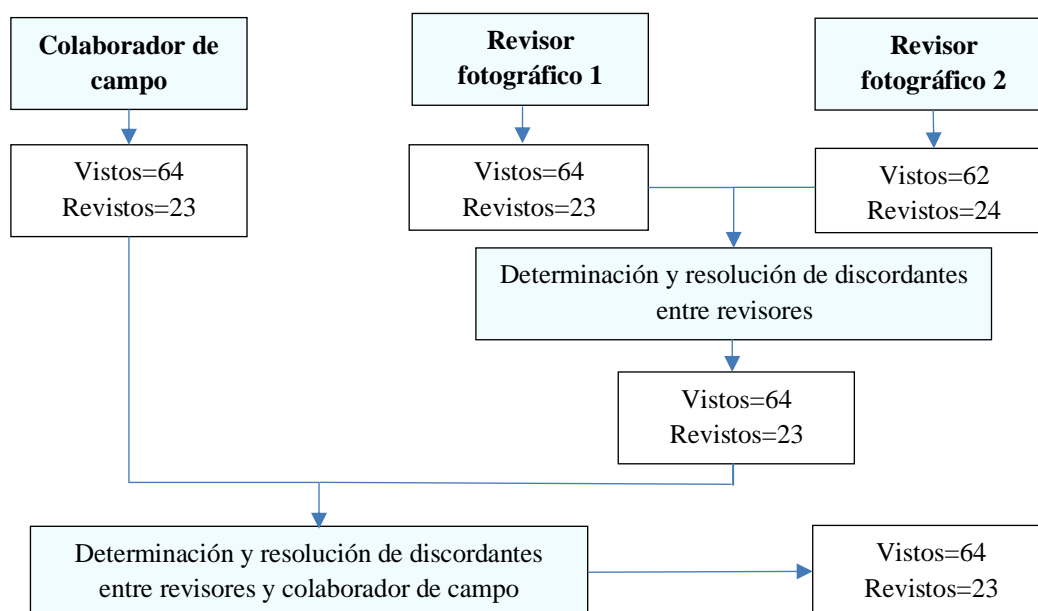 Colaborador de
campo
Revisor
fotográfico 1
Revisor
fotográfico 2
Vistos=64
Revistos=23
Vistos=64
Revistos=23
Vistos=62
Revistos=24
Determinación y resolución de discordantes
entre revisores
Vistos=64
Revistos=23
Determinación y resolución de discordantes
entre revisores y colaborador de campo
Vistos=64
Revistos=23